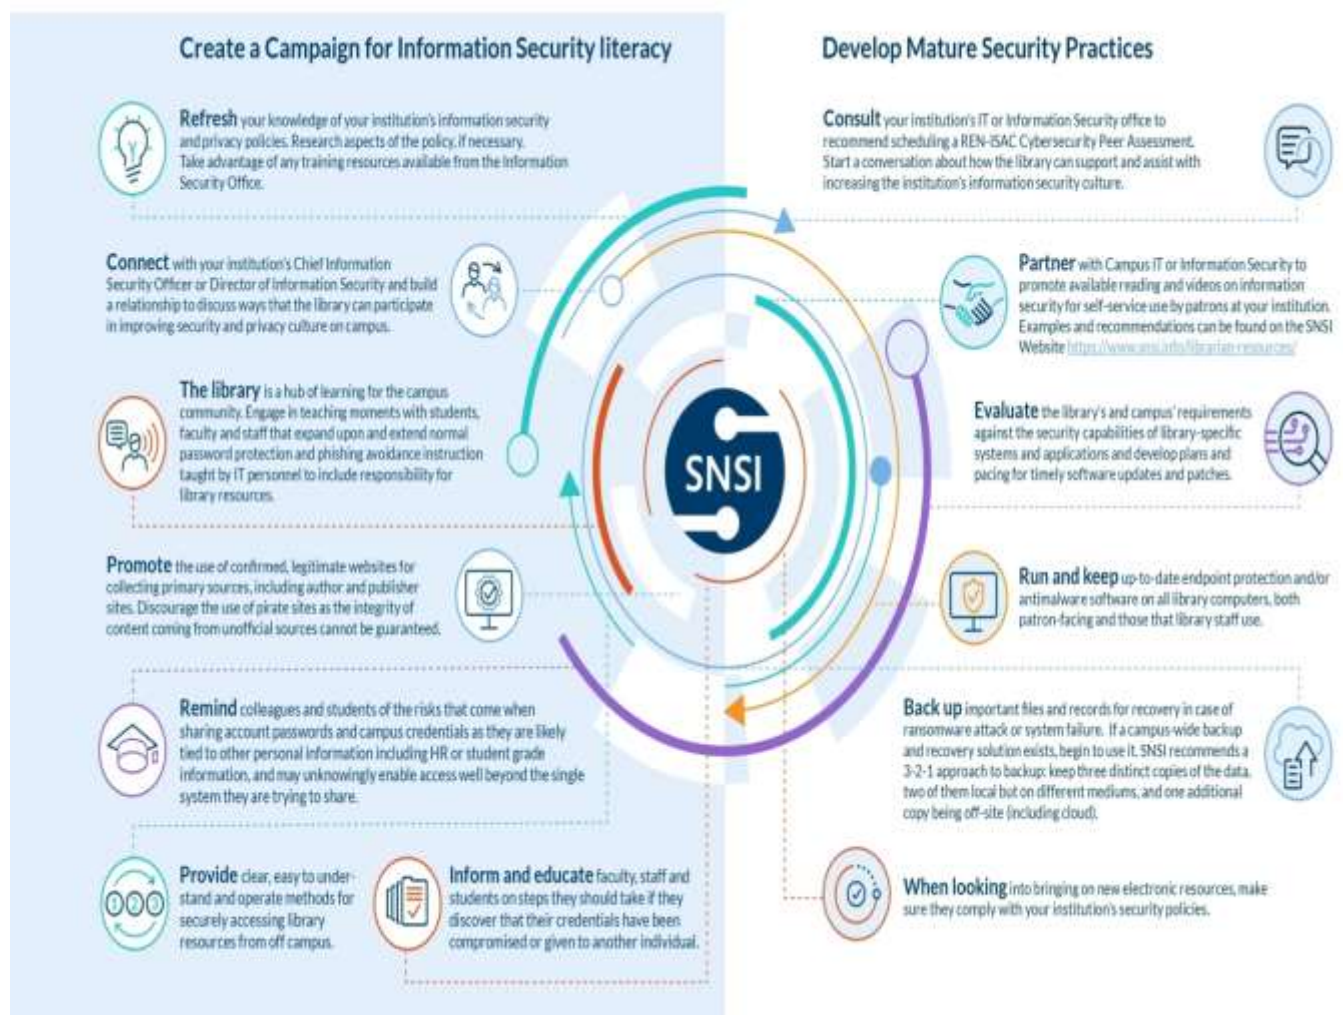 Create a Campaign for Information Security literacy
Refresh your knowledge of your institution's information security
and privacy policies. Research aspects of the policy, if necessary.
Take advantage of any training resources available from the Information
Security Office.
Connect with your institution's Chief Information
Security Officer or Director of Information Security and build
a relationship to discuss ways that the library can participate
in improving security and privacy culture on campus.
The library is a hub of learning for the campus
community. Engage in teaching moments with students,
faculty and staff that expand upon and extend normal
password protection and phishing avoidance instruction
taught by IT personnel to include responsibility for
library resources.
Promote the use of confirmed, legitimate websites for
collecting primary sources, including author and publisher
sites. Discourage the use of pirate sites as the integrity of
content coming from unofficial sources cannot be guaranteed.
Remind colleagues and students of the risks that come when
sharing account passwords and campus credentials as they are likely
tied to other personal information including HR or student grade
information, and may unknowingly enable access well beyond the single
system they are trying to share.
1 2 3
Provide clear, easy to under-
stand and operate methods for
securely accessing library
resources from off campus.
Inform and educate faculty, staff and
students on steps they should take if they
discover that their credentials have been
compromised or given to another individual.
SNSI
Develop Mature Security Practices
Consult your institution's IT or Information Security office to
recommend scheduling a REN-ISAC Cybersecurity Peer Assessment.
Start a conversation about how the library can support and assist with
increasing the institution's information security culture.
Partner with Campus IT or Information Security to
promote available reading and videos on information
security for self-service use by patrons at your institution.
Examples and recommendations can be found on the SNSI
Website https://www.snsi.info/librarian-resources/
Evaluate the library's and campus' requirements
against the security capabilities of library-specific
systems and applications and develop plans and
pacing for timely software updates and patches.
Run and keep up-to-date endpoint protection and/or
antimalware software on all library computers, both
patron-facing and those that library staff use.
Back up important files and records for recovery in case of
ransomware attack or system failure. If a campus-wide backup
and recovery solution exists, begin to use it. SNSI recommends a
3-2-1 approach to backup: keep three distinct copies of the data,
two of them local but on different mediums, and one additional
copy being off-site (including cloud).
When looking into bringing on new electronic resources, make
sure they comply with your institution's security policies.